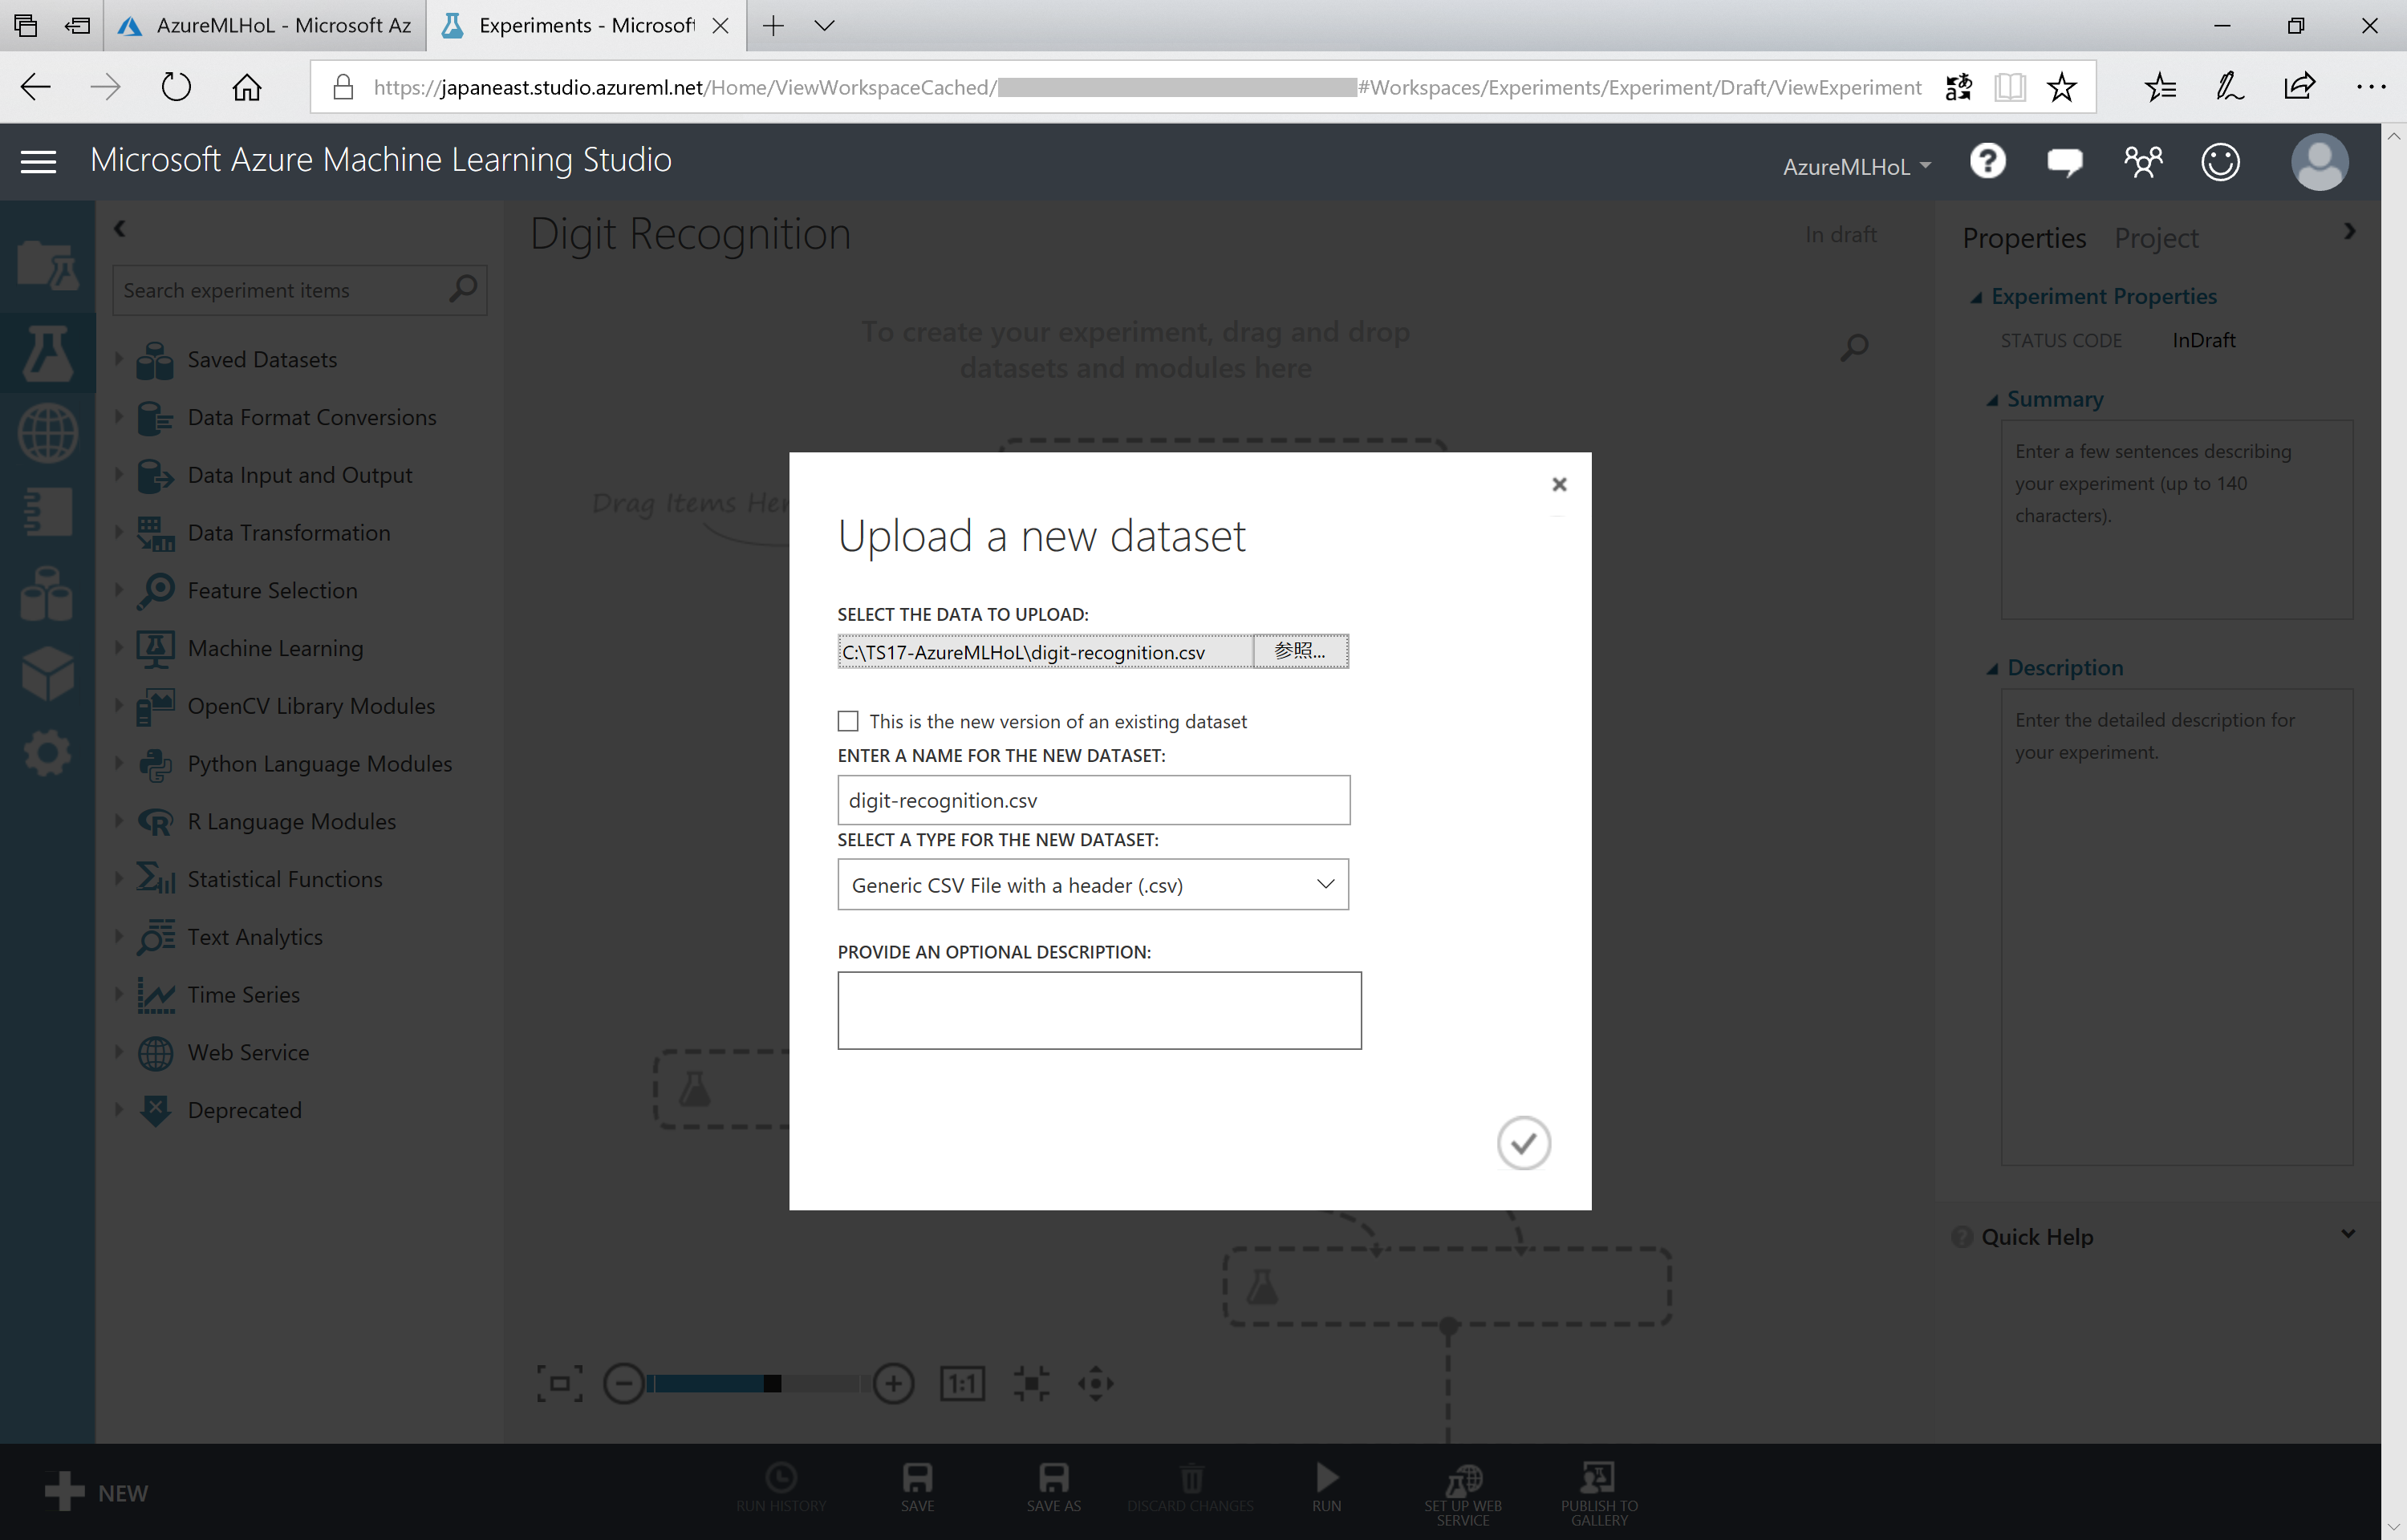 AzureMLHoL - Microsoft Az
Experiments - Microsoft
https://japaneast.studio.azureml.net/Home/ViewWorkspaceCached/
#Workspaces/Experiments/Experiment/Draft/ViewExperiment
Microsoft Azure Machine Learning Studio
AzureMLHoL
Search experiment items
Saved Datasets
Data Format Conversions
Data Input and Output
Data Transformation
Feature Selection
Machine Learning
OpenCV Library Modules
Python Language Modules
R Language Modules
Statistical Functions
Text Analytics
Time Series
Web Service
Deprecated
Digit Recognition
In draft
To create your experiment, drag and drop
datasets and modules here
Drag Items Her
Upload a new dataset
SELECT THE DATA TO UPLOAD:
C:\TS17-AzureMLHoL\digit-recognition.csv
参照...
This is the new version of an existing dataset
ENTER A NAME FOR THE NEW DATASET:
digit-recognition.csv
SELECT A TYPE FOR THE NEW DATASET:
Generic CSV File with a header (.csv)
PROVIDE AN OPTIONAL DESCRIPTION:
1:1
Properties
Project
Experiment Properties
STATUS CODE
InDraft
Summary
Enter a few sentences describing
your experiment (up to 140
characters).
Description
Enter the detailed description for
your experiment.
Quick Help
NEW
RUN HISTORY
SAVE
SAVE AS
DISCARD CHANGES
RUN
SET UP WEB
SERVICE
PUBLISH TO
GALLERY